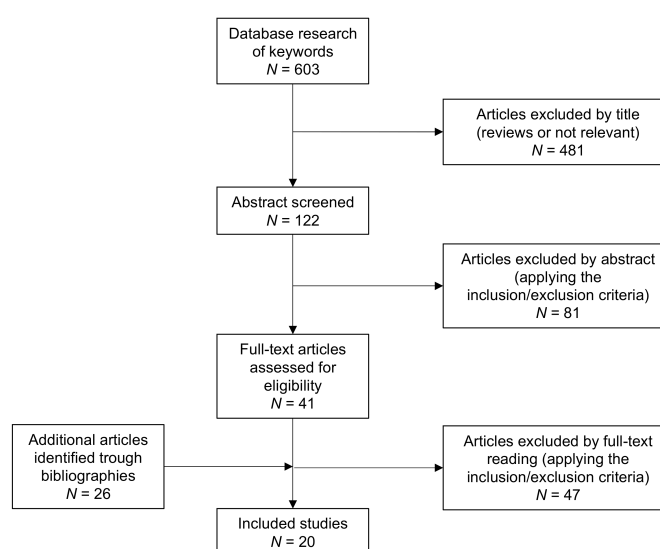 Database research
of keywords
N = 603
Articles excluded by title
(reviews or not relevant)
N = 481
Abstract screened
N = 122
Articles excluded by abstract
(applying the
inclusion/exclusion criteria)
N = 81
Full-text articles
assessed for
eligibility
N = 41
Additional articles
identified trough
bibliographies
N = 26
Articles excluded by full-text
reading (applying the
inclusion/exclusion criteria)
N = 47
Included studies
N = 20